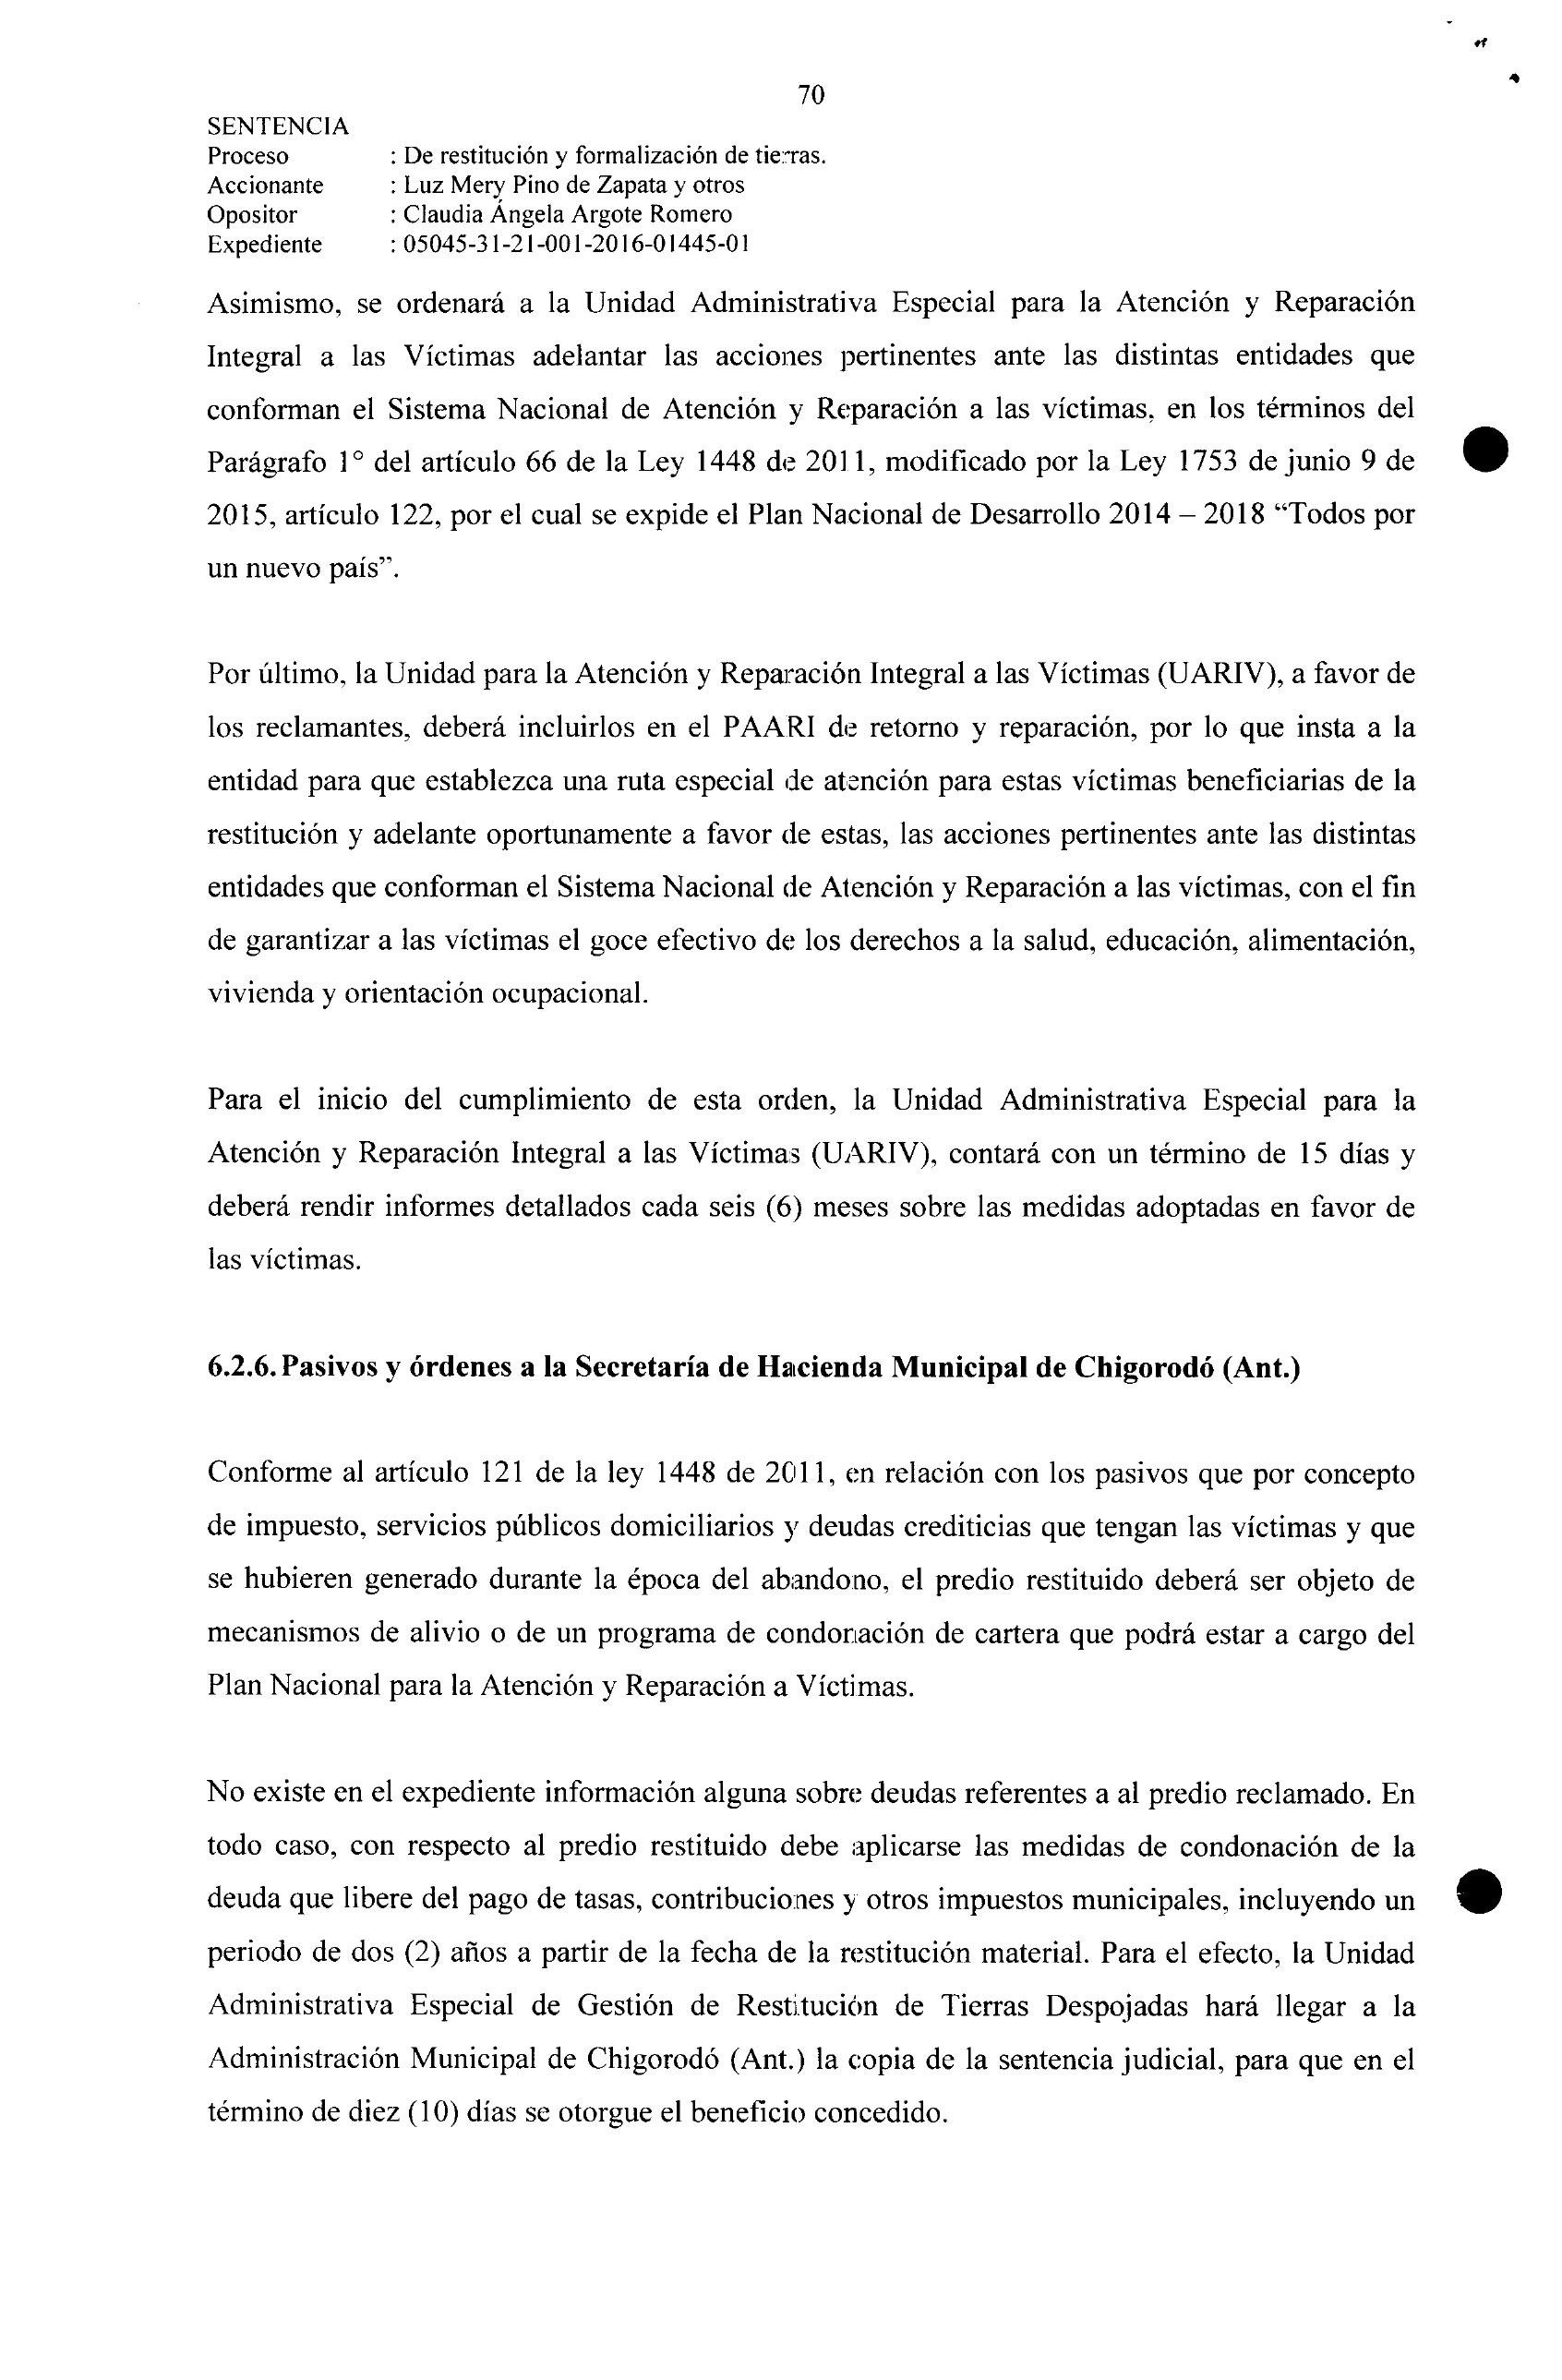 70
SENTENCIA
Proceso : De restitución y formalización de tierras.
Accionante : Luz Mery Pino de Zapata y otros
Opositor : Claudia Ángela Argote Romero
Expediente : 05045-31-21-001-2016-01445-01
Asimismo, se ordenará a la Unidad Administrativa Especial para la Atención y Reparación
Integral a las Víctimas adelantar las acciones pertinentes ante las distintas entidades que
conforman el Sistema Nacional de Atención y Reparación a las víctimas, en los términos del
Parágrafo 1° del artículo 66 de la Ley 1448 de 2011, modificado por la Ley 1753 de junio 9 de
2015, artículo 122, por el cual se expide el Plan Nacional de Desarrollo 2014 – 2018 “Todos por
un nuevo país”.
Por último, la Unidad para la Atención y Reparación Integral a las Víctimas (UARIV), a favor de
los reclamantes, deberá incluirlos en el PAARI de retorno y reparación, por lo que insta a la
entidad para que establezca una ruta especial de atención para estas víctimas beneficiarias de la
restitución y adelante oportunamente a favor de estas, las acciones pertinentes ante las distintas
entidades que conforman el Sistema Nacional de Atención y Reparación a las víctimas, con el fin
de garantizar a las víctimas el goce efectivo de los derechos a la salud, educación, alimentación,
vivienda y orientación ocupacional.
Para el inicio del cumplimiento de esta orden, la Unidad Administrativa Especial para la
Atención y Reparación Integral a las Víctimas (UARIV), contará con un término de 15 días y
deberá rendir informes detallados cada seis (6) meses sobre las medidas adoptadas en favor de
las víctimas.
6.2.6. Pasivos y órdenes a la Secretaría de Hacienda Municipal de Chigorodó (Ant.)
Conforme al artículo 121 de la ley 1448 de 2011, en relación con los pasivos que por concepto
de impuesto, servicios públicos domiciliarios y deudas crediticias que tengan las víctimas y que
se hubieren generado durante la época del abandono, el predio restituido deberá ser objeto de
mecanismos de alivio o de un programa de condonación de cartera que podrá estar a cargo del
Plan Nacional para la Atención y Reparación a Víctimas.
No existe en el expediente información alguna sobre deudas referentes a al predio reclamado. En
todo caso, con respecto al predio restituido debe aplicarse las medidas de condonación de la
deuda que libere del pago de tasas, contribuciones y otros impuestos municipales, incluyendo un
periodo de dos (2) años a partir de la fecha de la restitución material. Para el efecto, la Unidad
Administrativa Especial de Gestión de Restitución de Tierras Despojadas hará llegar a la
Administración Municipal de Chigorodó (Ant.) la copia de la sentencia judicial, para que en el
término de diez (10) días se otorgue el beneficio concedido.